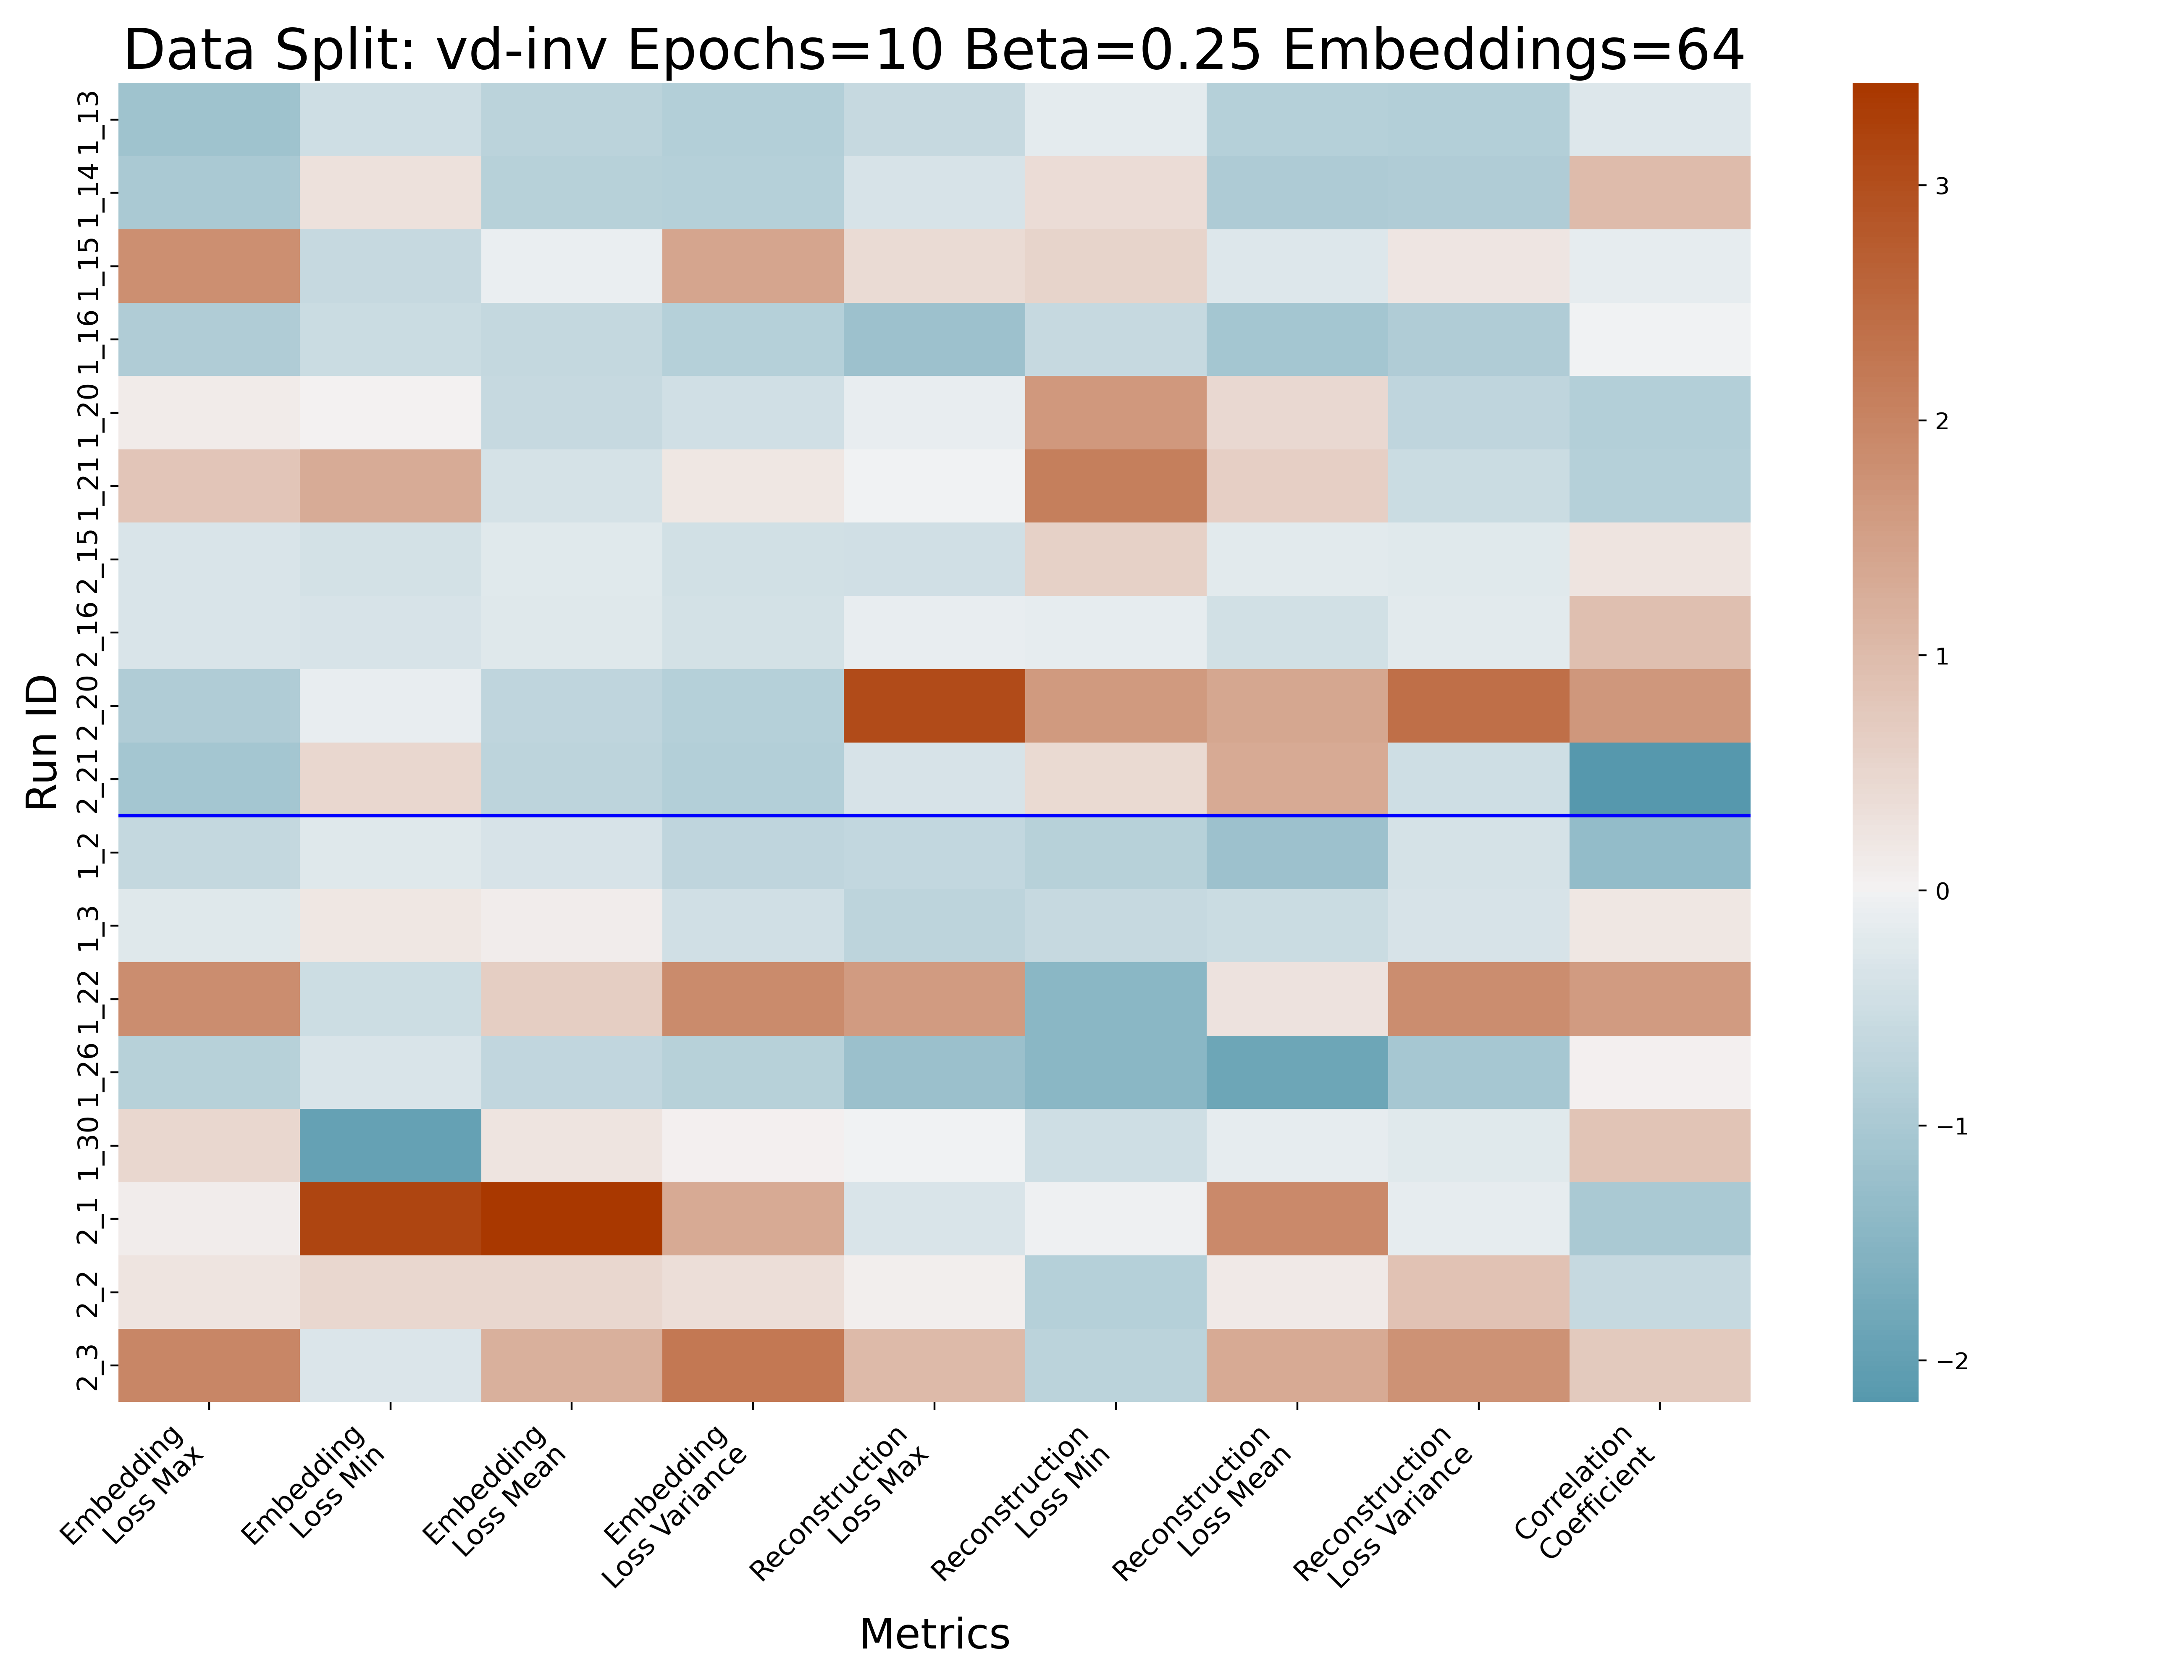 Data Split: vd-inv Epochs=10 Beta=0.25 Embeddings=64
Run ID
1_13
1_14
1_15
1_16
1_20
1_21
2_15
2_16
2_20
2_21
1_2
1_3
1_22
1_26
1_30
2_1
2_2
2_3
Embedding
Loss Max
Embedding
Loss Min
Embedding
Loss Mean
Embedding
Loss Variance
Reconstruction
Loss Max
Reconstruction
Loss Min
Reconstruction
Loss Mean
Reconstruction
Loss Variance
Correlation
Coefficient
Metrics
3
2
1
0
−1
−2